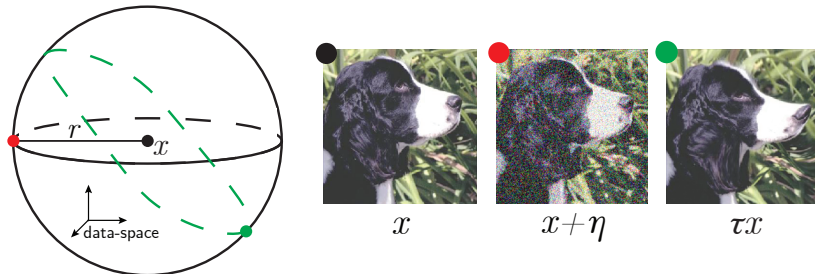 r
x
data-space
x
x+η
τx